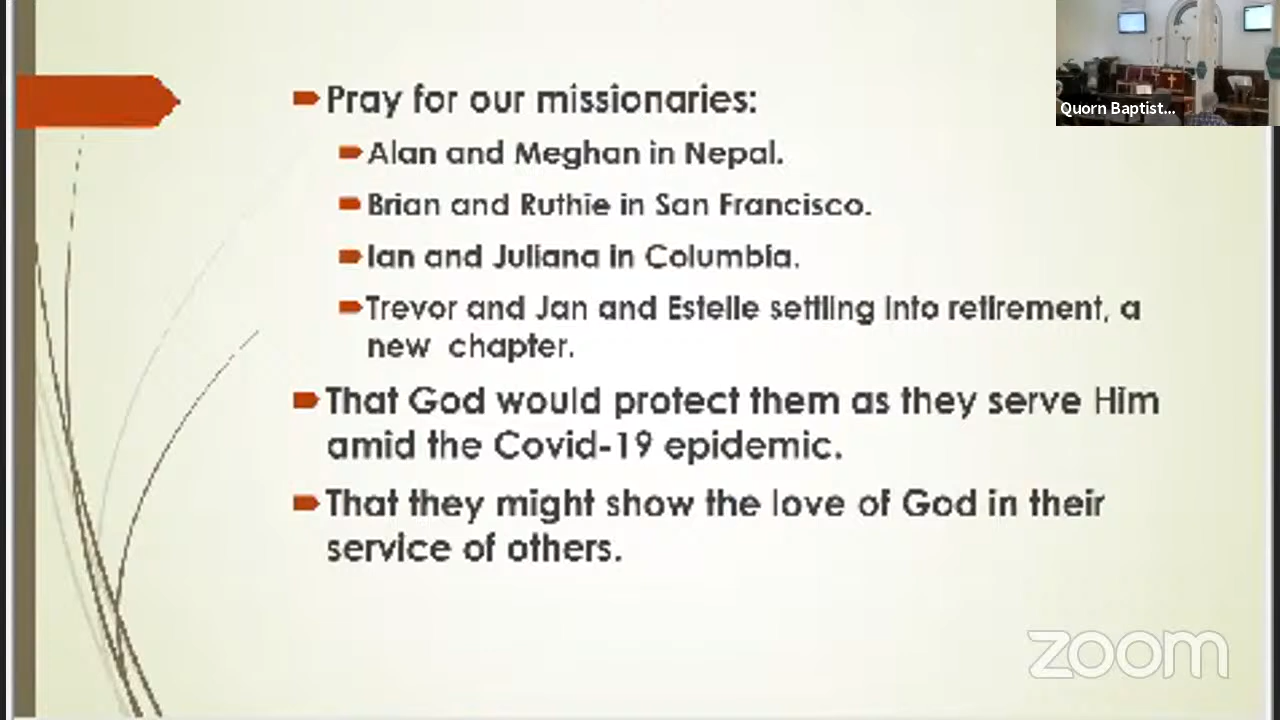 Pray for our missionaries:
Alan and Meghan in Nepal.
Brian and Ruthie in San Francisco.
Ian and Juliana in Columbia.
Trevor and Jan and Estelle settling into retirement, a
new chapter.
That God would protect them as they serve Him
amid the Covid-19 epidemic.
That they might show the love of God in their
service of others.
Quorn Baptist...
zoom